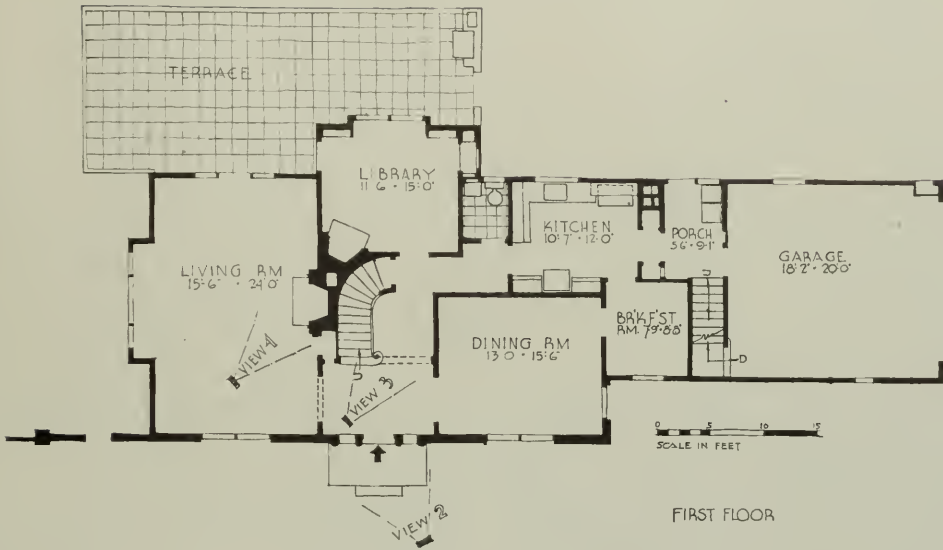 TERRACE
LIBRARY
11'6" · 15'0"
KITCHEN
10'7" · 12'0"
PORCH
5'6" · 9'1"
GARAGE
18'2" · 20'0"
LIVING RM
15'6" · 24'0"
BR'KF'ST
RM. 7'9" · 8'8"
DINING RM
13'0 · 15'6"
U
D
U
VIEW 1
VIEW 3
VIEW 2
0 5 10 15
SCALE IN FEET
FIRST FLOOR